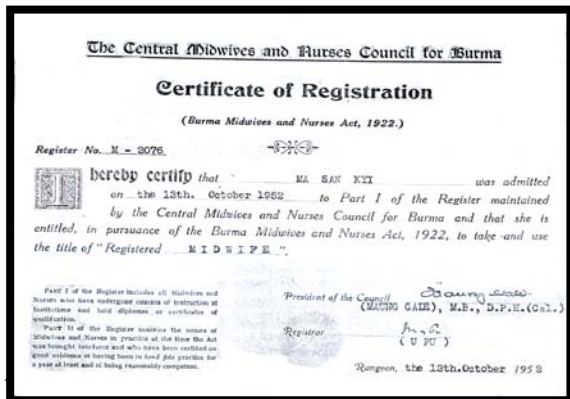 The Central Midwives and Nurses Council for Burma
Certificate of Registration
(Burma Midwives and Nurses Act, 1922.)
Register No. M - 2076
I hereby certify that MA SAN KYI was admitted
on the 13th. October 1952 to Part I of the Register maintained
by the Central Midwives and Nurses Council for Burma and that she is
entitled, in pursuance of the Burma Midwives and Nurses Act, 1922, to take and use
the title of "Registered MIDWIFE".
PART I of the Register includes all Midwives and
Nurses who have undergone courses of instruction at
Institutions and hold diplomas or certificates of
qualification.
PART II of the Register contains the names of
Midwives and Nurses in practice at the time the Act
was brought into force and who have been certified on
good evidence of having been in bona fide practice for
a year at least and of being reasonably competent.
President of the Council
(MAUNG GALE), M.B., D.P.H.(Cal.)
Registrar
( U PU )
Rangoon, the 13th.October 1952